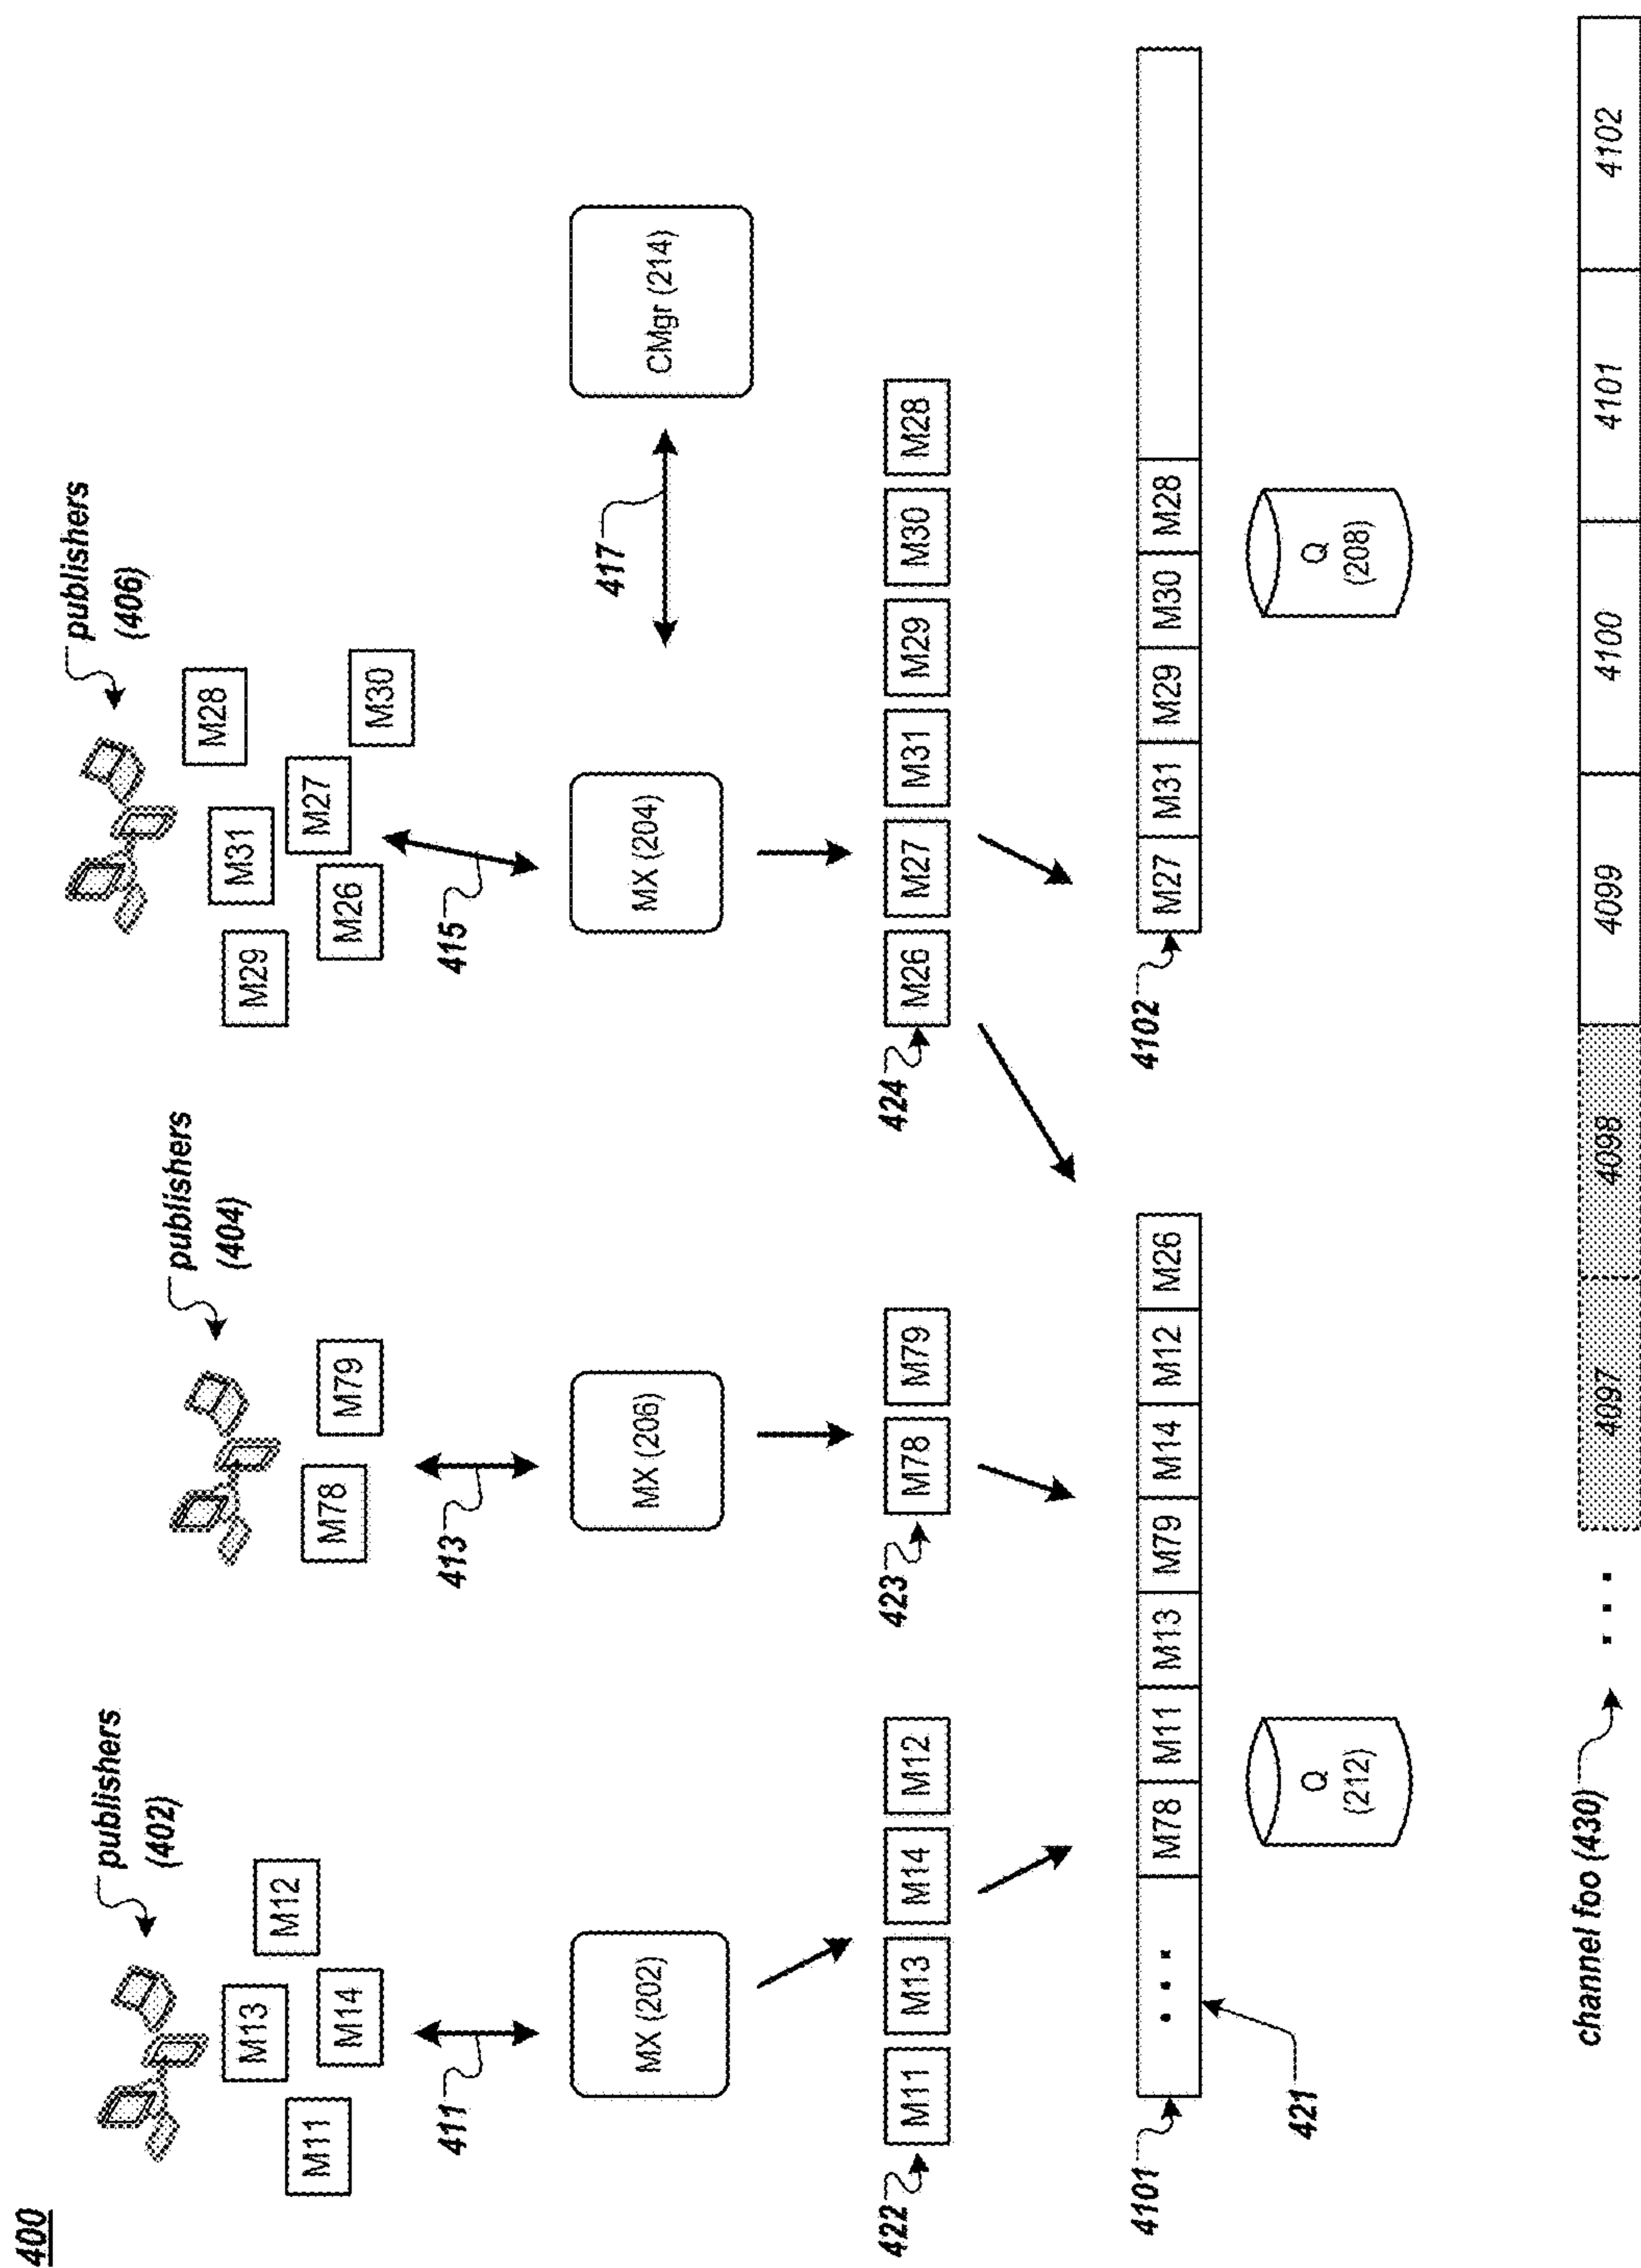 400
publishers
(402)
publishers
(404)
publishers
(406)
M11
M13
M14
M12
M78
M79
M29
M31
M26
M27
M28
M30
411
413
415
417
MX (202)
MX (206)
MX (204)
CMgr (214)
422
M11
M13
M14
M12
423
M78
M79
424
M26
M27
M31
M29
M30
M28
4101
. . .
M78
M11
M13
M79
M14
M12
M26
4102
M27
M31
M29
M30
M28
421
Q
(212)
Q
(208)
channel foo (430)
. . .
4097
4098
4099
4100
4101
4102